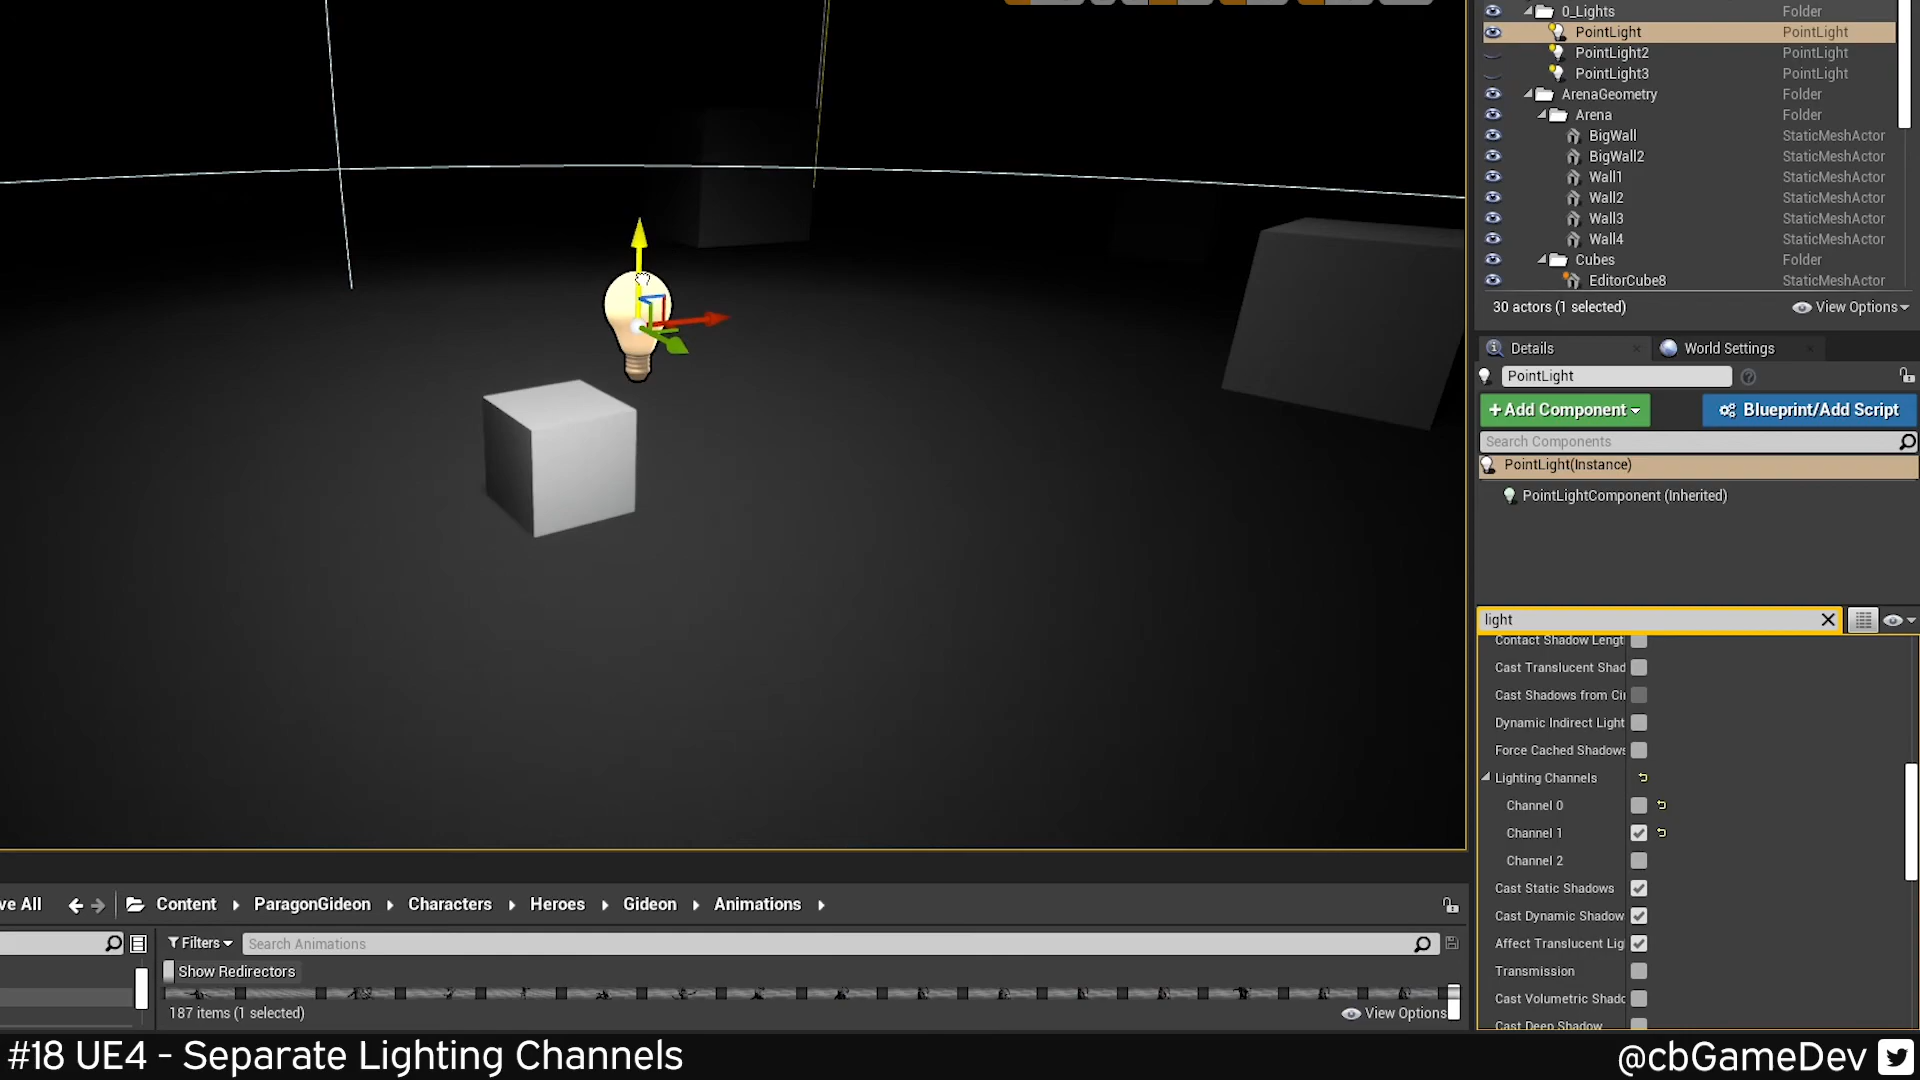 0_Lights Folder
PointLight PointLight
PointLight2 PointLight
PointLight3 PointLight
ArenaGeometry Folder
Arena Folder
BigWall StaticMeshActor
BigWall2 StaticMeshActor
Wall1 StaticMeshActor
Wall2 StaticMeshActor
Wall3 StaticMeshActor
Wall4 StaticMeshActor
Cubes Folder
EditorCube8 StaticMeshActor
30 actors (1 selected) View Options
Details World Settings
PointLight
+Add Component Blueprint/Add Script
Search Components
PointLight(Instance)
PointLightComponent (Inherited)
light
Contact Shadow Lengt
Cast Translucent Shad
Cast Shadows from Ci
Dynamic Indirect Light
Force Cached Shadows
Lighting Channels
Channel 0
Channel 1
Channel 2
Cast Static Shadows
Cast Dynamic Shadow
Affect Translucent Lig
Transmission
Cast Volumetric Shado
Cast Deep Shadow
ve All Content ParagonGideon Characters Heroes Gideon Animations
Filters Search Animations
Show Redirectors
187 items (1 selected) View Options
#18 UE4 - Separate Lighting Channels @cbGameDev